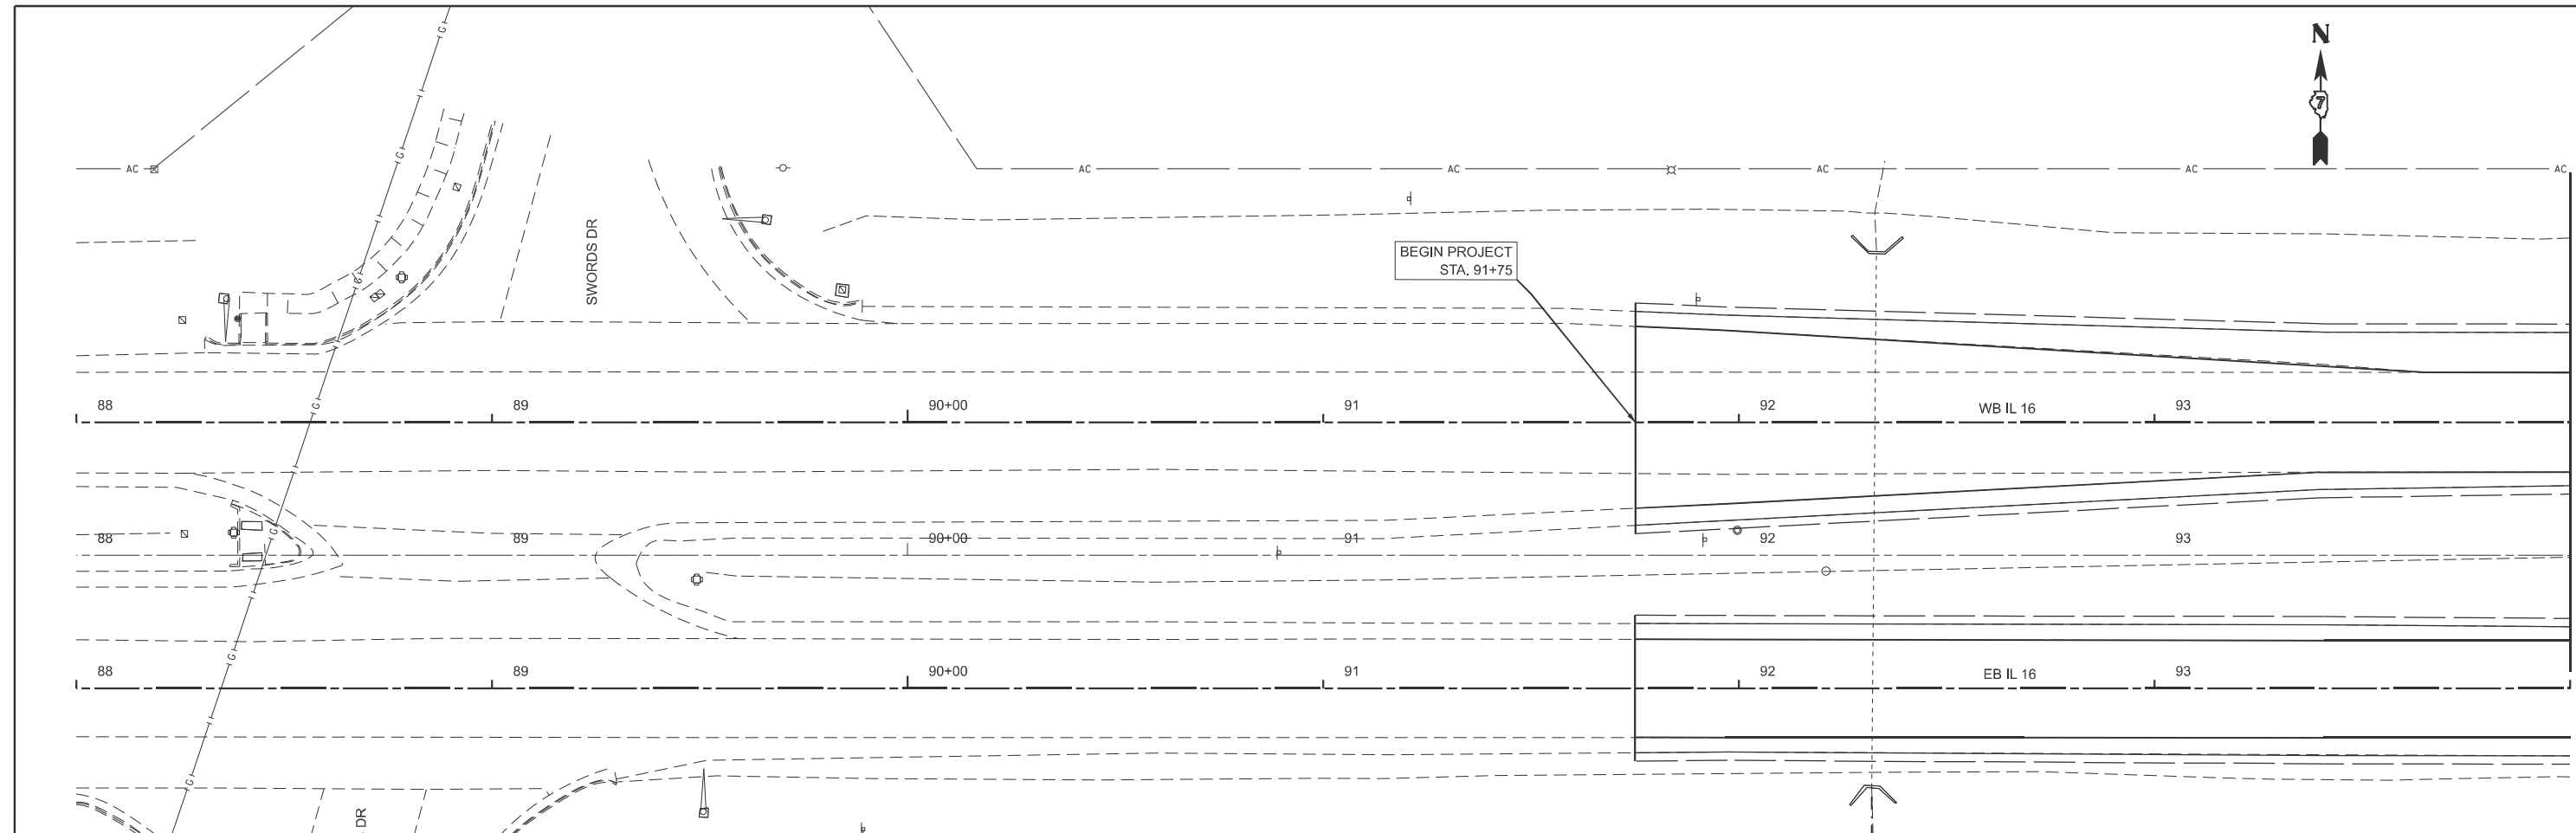 N
7
G
G
G
G
AC
AC
AC
AC
AC
AC
SWORDS DR
BEGIN PROJECT
STA. 91+75
G
88
89
90+00
91
92
WB IL 16
93
G
88
89
90+00
91
92
93
G
88
89
90+00
91
92
EB IL 16
93
G
DR